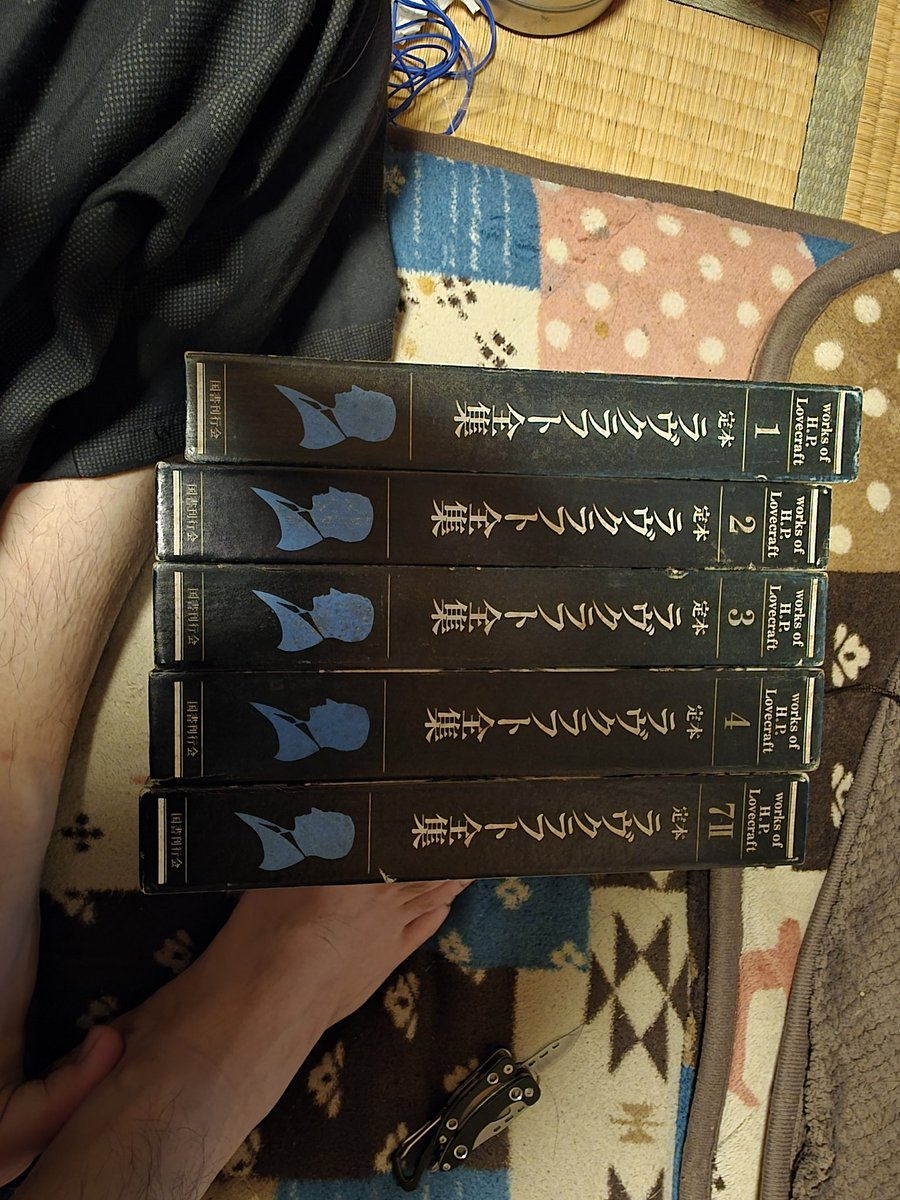 works of
H.P.
Lovecraft
1
定本
ラヴクラフト全集
国書刊行会
works of
H.P.
Lovecraft
2
定本
ラヴクラフト全集
国書刊行会
works of
H.P.
Lovecraft
3
定本
ラヴクラフト全集
国書刊行会
works of
H.P.
Lovecraft
4
定本
ラヴクラフト全集
国書刊行会
works of
H.P.
Lovecraft
7-II
定本
ラヴクラフト全集
国書刊行会